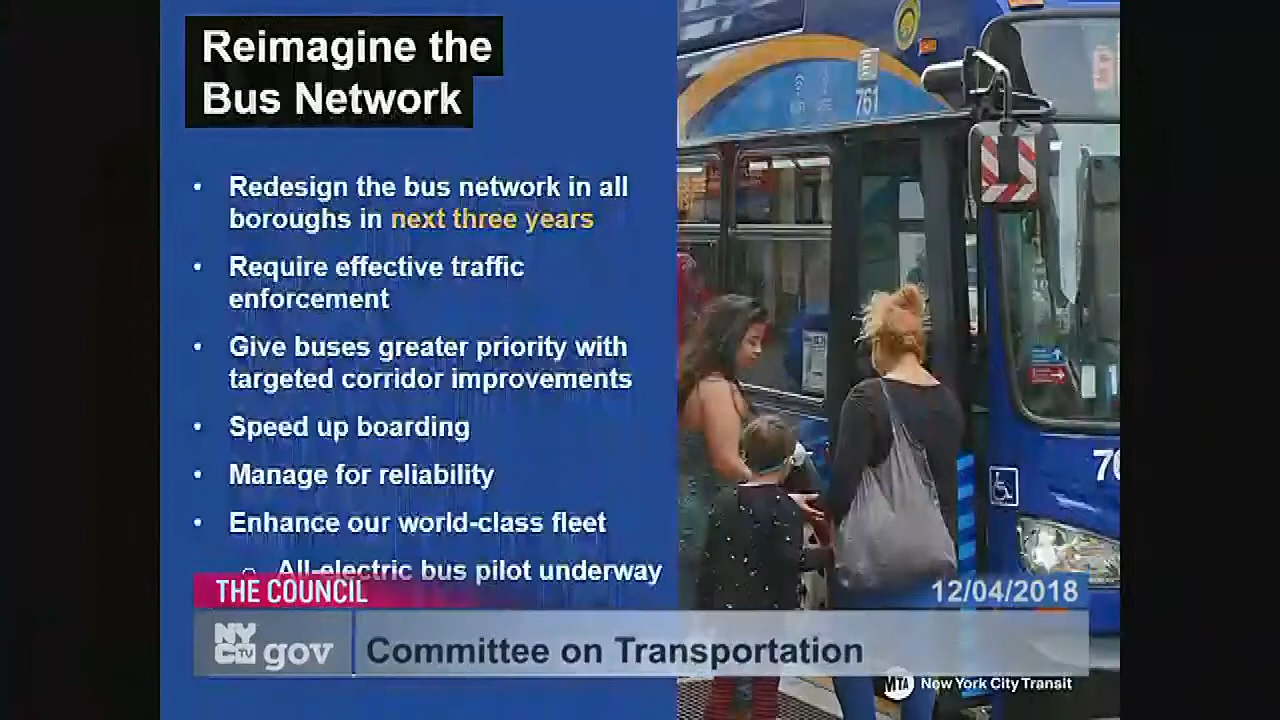 Reimagine the
Bus Network
• Redesign the bus network in all
boroughs in next three years
• Require effective traffic
enforcement
• Give buses greater priority with
targeted corridor improvements
• Speed up boarding
• Manage for reliability
• Enhance our world-class fleet
○ All-electric bus pilot underway
761
THE COUNCIL
12/04/2018
NYC TV gov
Committee on Transportation
MTA New York City Transit